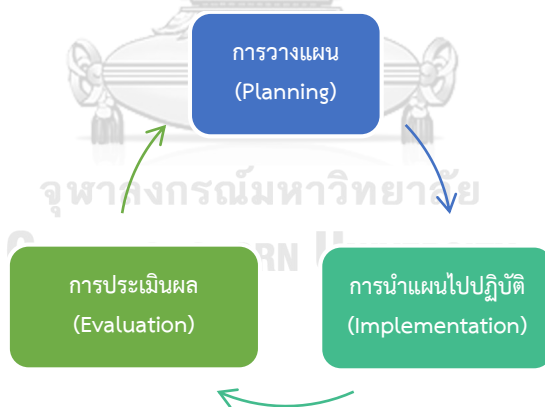 การวางแผน
(Planning)
จุฬาลงกรณ์มหาวิทยาลัย
การประเมินผล
(Evaluation)
การนำแผนไปปฏิบัติ
(Implementation)